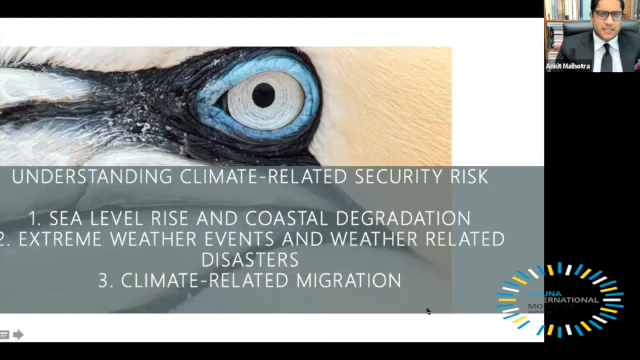 Ankit Malhotra
UNDERSTANDING CLIMATE-RELATED SECURITY RISK
1. SEA LEVEL RISE AND COASTAL DEGRADATION
2. EXTREME WEATHER EVENTS AND WEATHER RELATED
DISASTERS
3. CLIMATE-RELATED MIGRATION
INTERNATIONAL